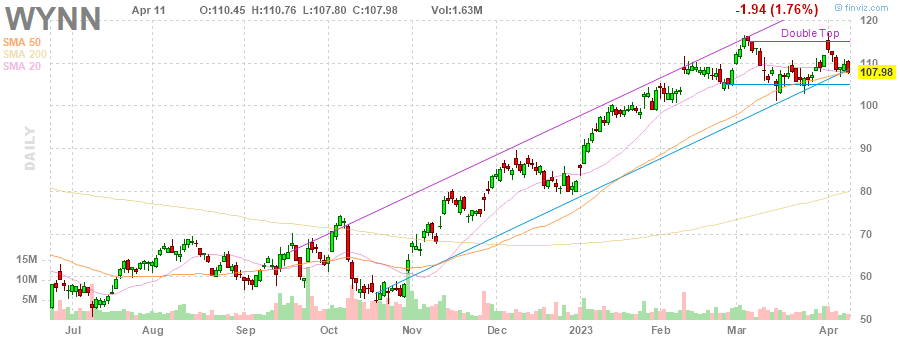 WYNN Apr 11 O:110.45 H:110.76 L:107.80 C:107.98 Vol:1.63M -1.94 (1.76%) © finviz.com
SMA 50
SMA 200
SMA 20
DAILY
Double Top
120
110
107.98
100
90
80
70
60
50
15M
10M
5M
Jul Aug Sep Oct Nov Dec 2023 Feb Mar Apr